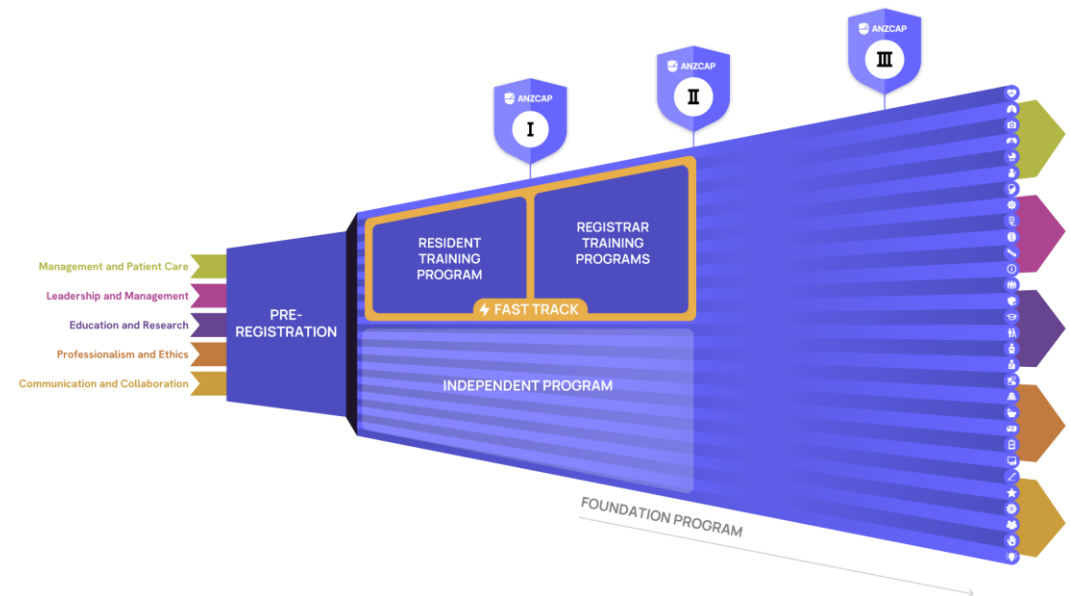 ANZCAP
III
ANZCAP
II
ANZCAP
I
RESIDENT
TRAINING
PROGRAM
REGISTRAR
TRAINING
PROGRAMS
FAST TRACK
Management and Patient Care
Leadership and Management
Education and Research
Professionalism and Ethics
Communication and Collaboration
PRE-
REGISTRATION
INDEPENDENT PROGRAM
FOUNDATION PROGRAM